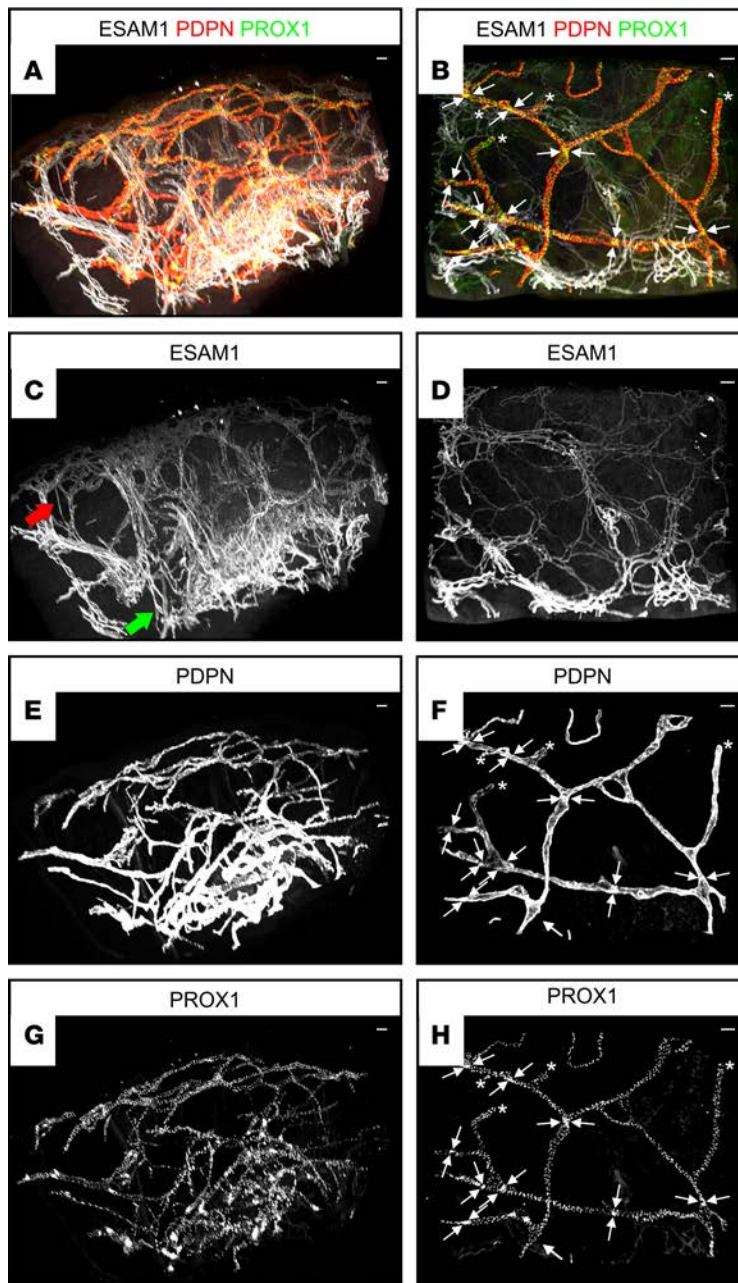 ESAM1 PDPN PROX1
A
ESAM1 PDPN PROX1
B
ESAM1
C
ESAM1
D
PDPN
E
PDPN
F
PROX1
G
PROX1
H